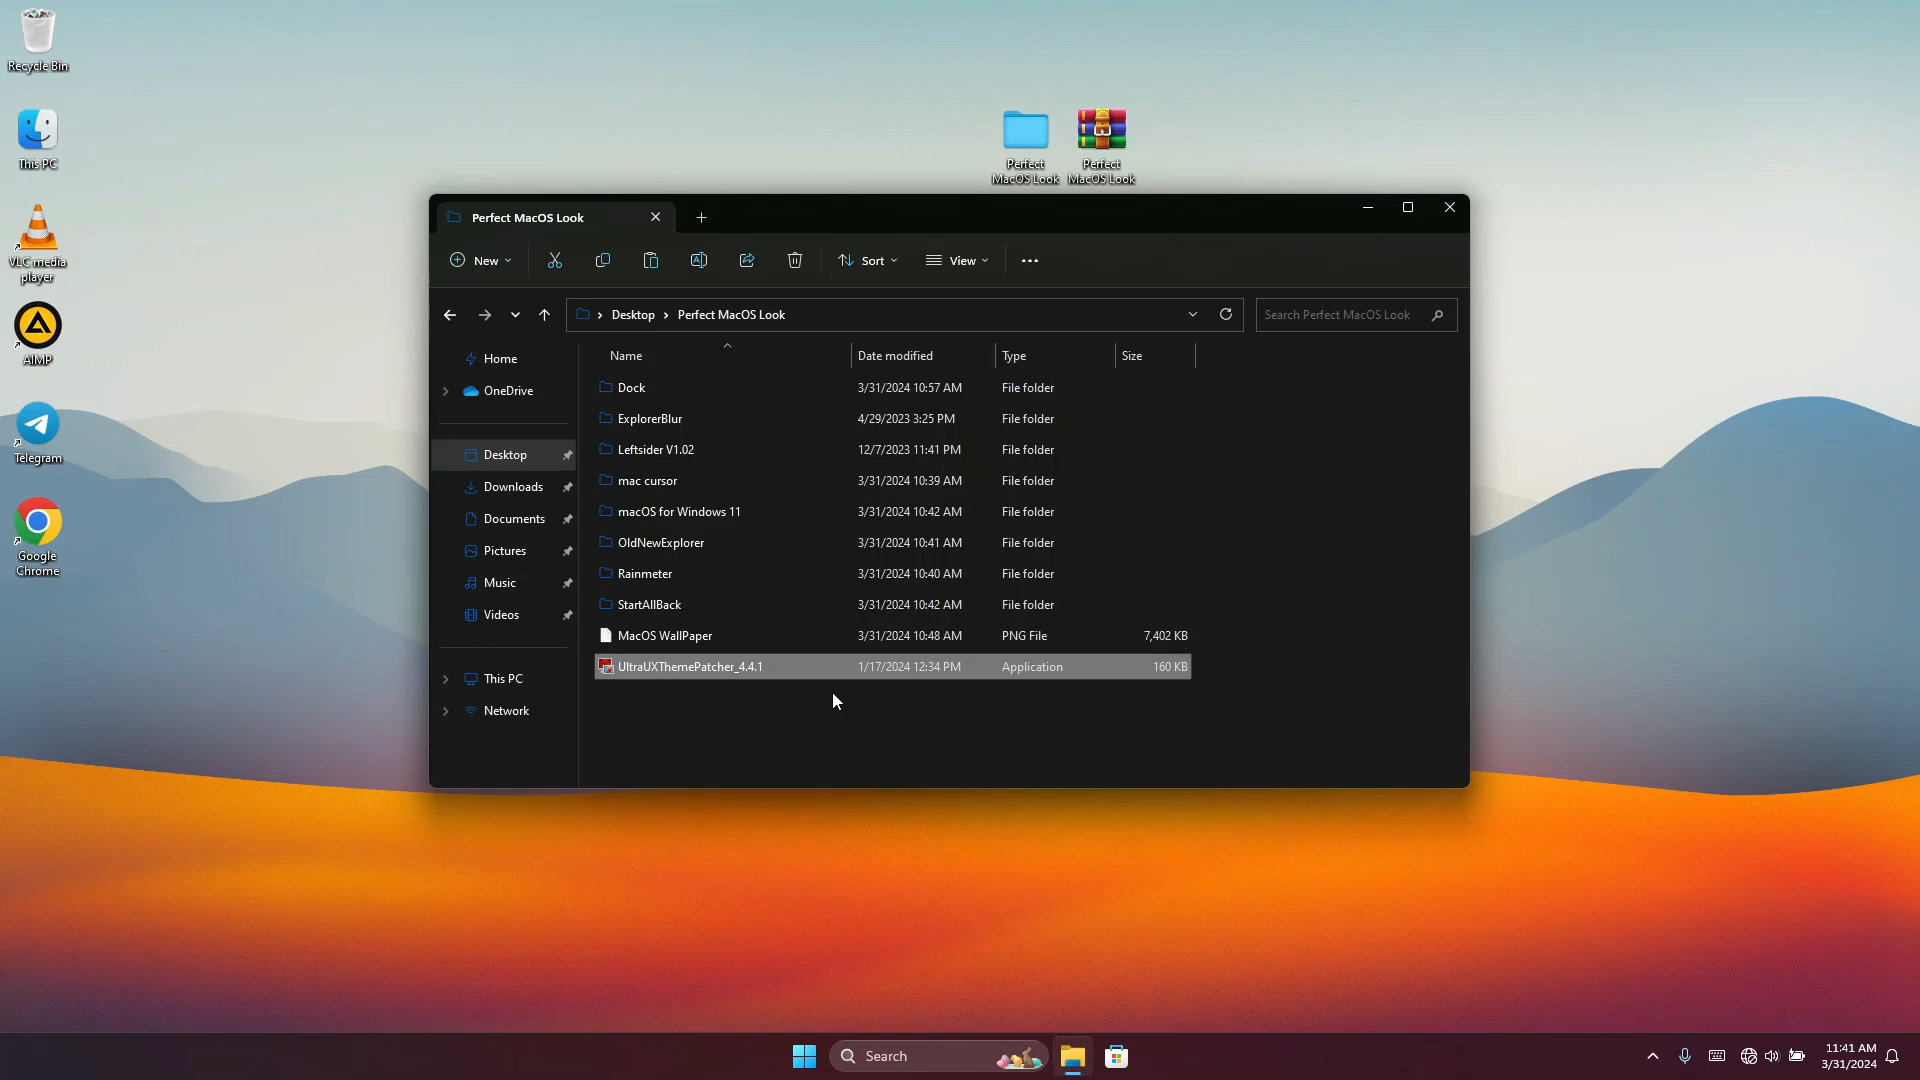 Recycle Bin
This PC
VLC media
player
AIMP
Telegram
Google
Chrome
Perfect
MacOS Look
Perfect
MacOS Look
Perfect MacOS Look
New
Sort
View
Desktop
Perfect MacOS Look
Search Perfect MacOS Look
Home
OneDrive
Desktop
Downloads
Documents
Pictures
Music
Videos
This PC
Network
Name Date modified Type Size
Dock 3/31/2024 10:57 AM File folder
ExplorerBlur 4/29/2023 3:25 PM File folder
Leftsider V1.02 12/7/2023 11:41 PM File folder
mac cursor 3/31/2024 10:39 AM File folder
macOS for Windows 11 3/31/2024 10:42 AM File folder
OldNewExplorer 3/31/2024 10:41 AM File folder
Rainmeter 3/31/2024 10:40 AM File folder
StartAllBack 3/31/2024 10:42 AM File folder
MacOS WallPaper 3/31/2024 10:48 AM PNG File 7,402 KB
UltraUXThemePatcher_4.4.1 1/17/2024 12:34 PM Application 160 KB
Search
11:41 AM
3/31/2024